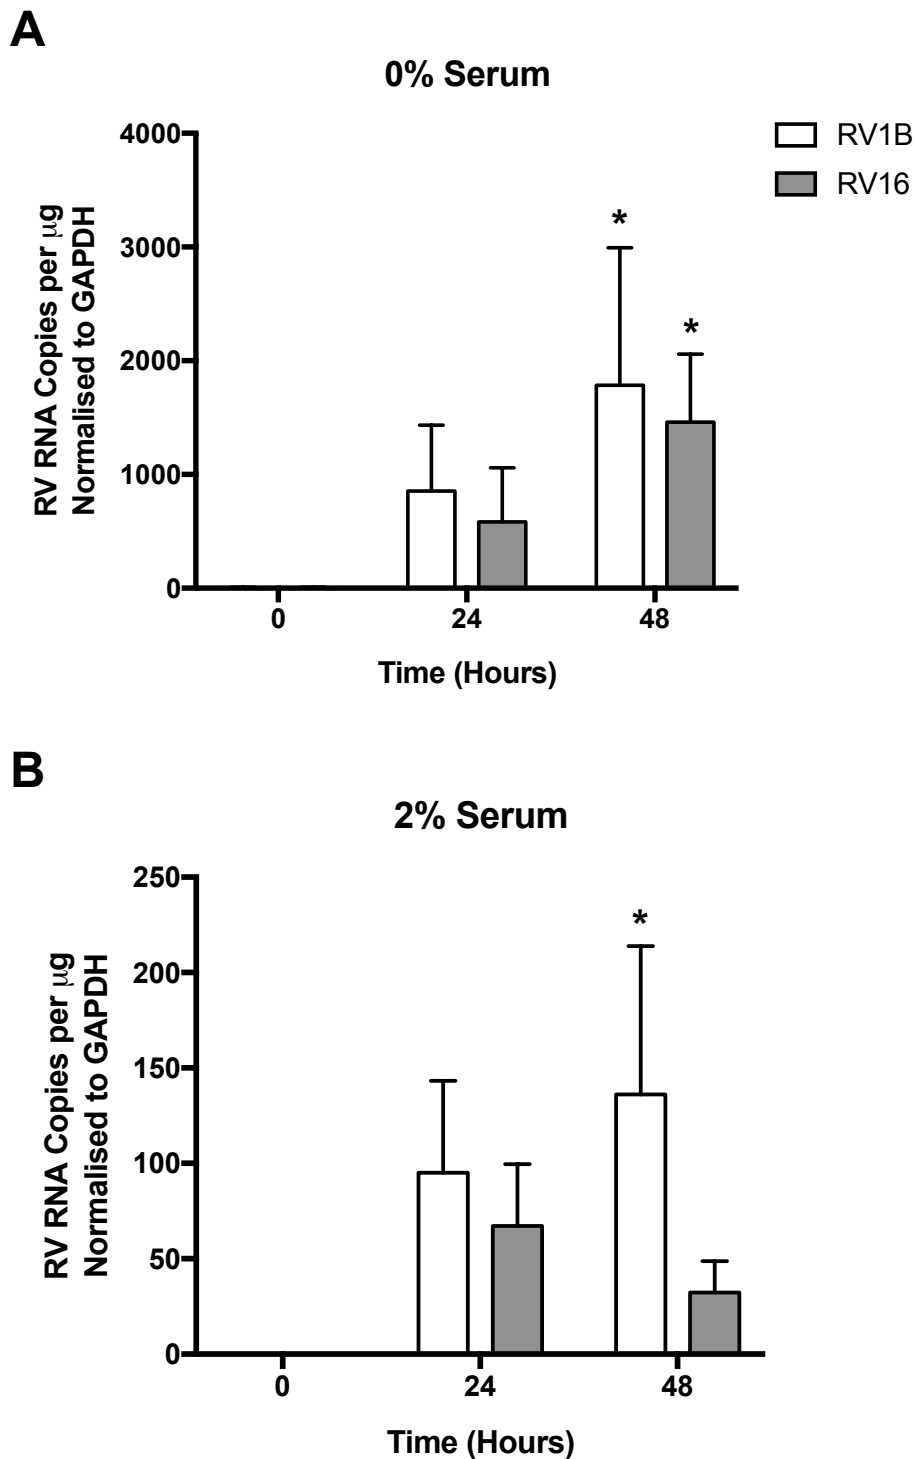 A
0% Serum
RV1B
RV16
RV RNA Copies per μg
Normalised to GAPDH
4000
3000
2000
1000
0
*
*
0
24
48
Time (Hours)
B
2% Serum
RV RNA Copies per μg
Normalised to GAPDH
250
200
150
100
50
0
*
0
24
48
Time (Hours)